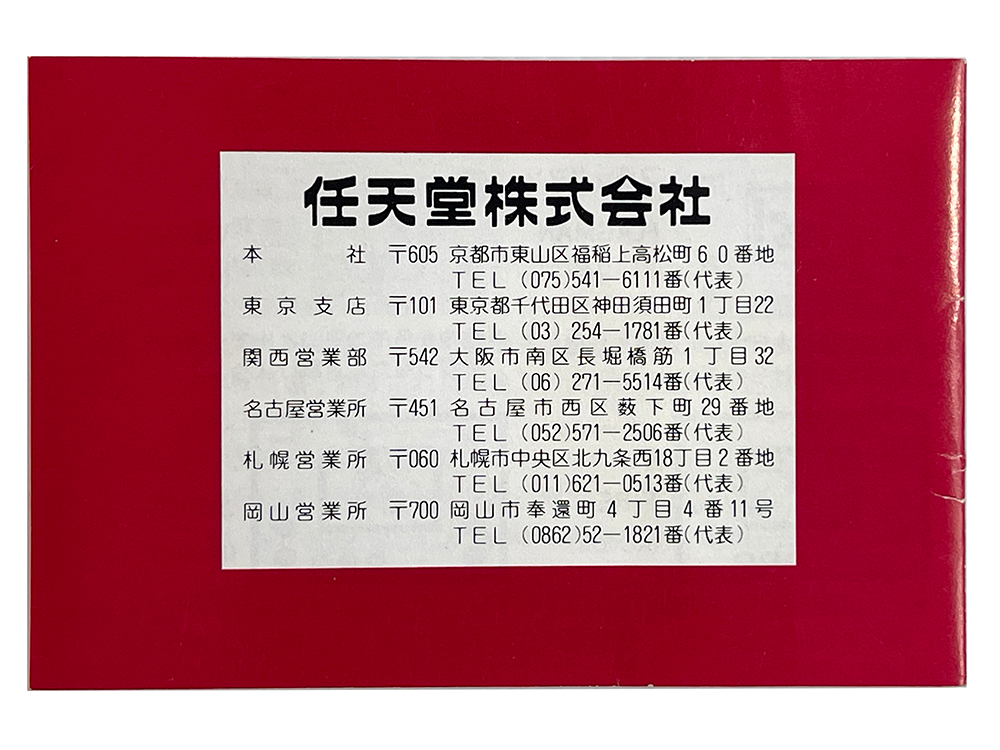 任天堂株式会社
本社 〒605 京都市東山区福稲上高松町60番地
TEL (075)541−6111番(代表)
東京支店 〒101 東京都千代田区神田須田町1丁目22
TEL (03) 254−1781番(代表)
関西営業部 〒542 大阪市南区長堀橋筋1丁目32
TEL (06) 271−5514番(代表)
名古屋営業所 〒451 名古屋市西区薮下町29番地
TEL (052)571−2506番(代表)
札幌営業所 〒060 札幌市中央区北九条西18丁目2番地
TEL (011)621−0513番(代表)
岡山営業所 〒700 岡山市奉還町4丁目4番11号
TEL (0862)52−1821番(代表)